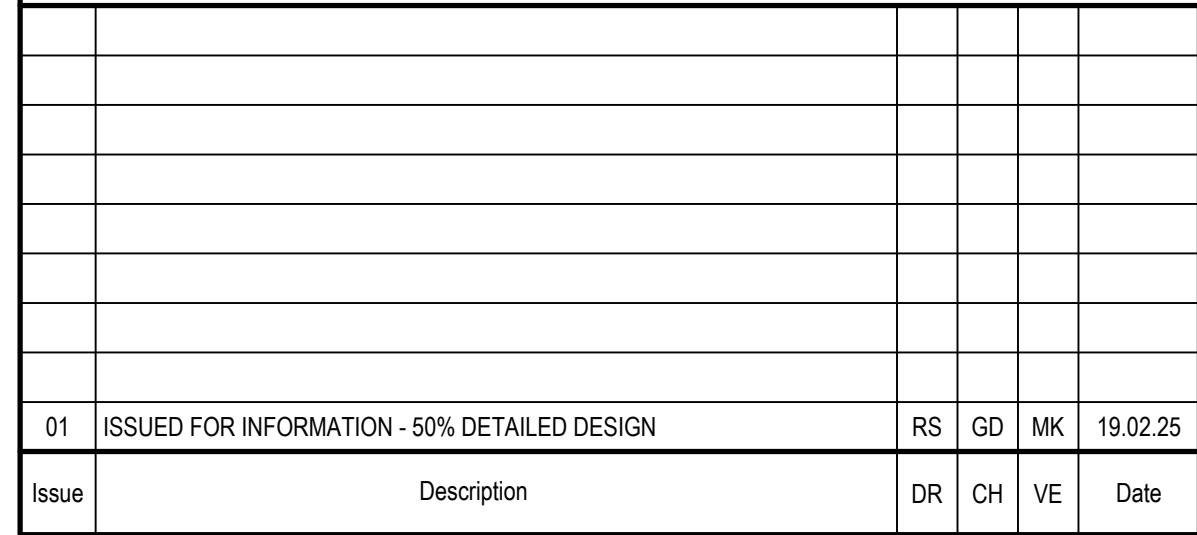 01 ISSUED FOR INFORMATION - 50% DETAILED DESIGN RS GD MK 19.02.25
Issue Description DR CH VE Date